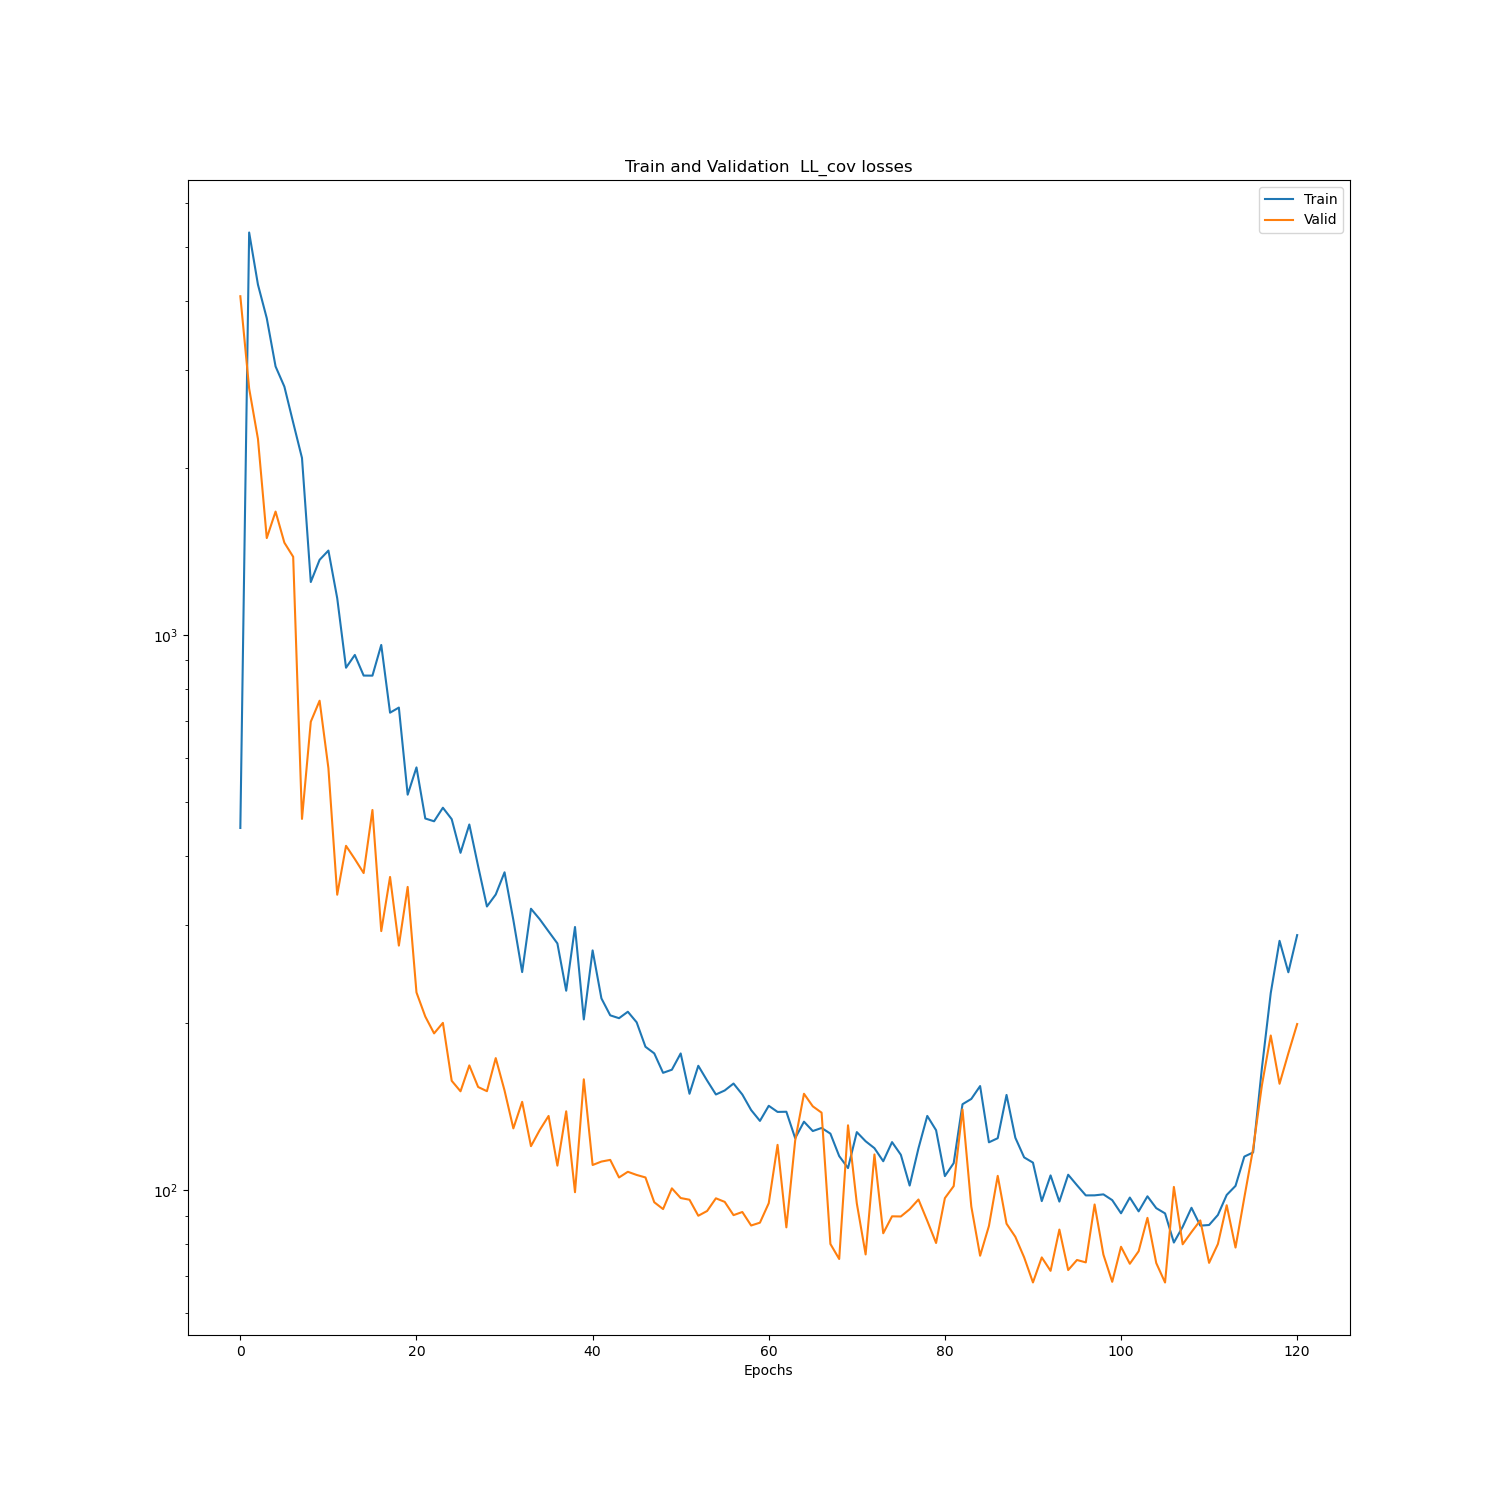 Train and Validation  LL_cov losses
Train
Valid
10³
10²
0 20 40 60 80 100 120
Epochs